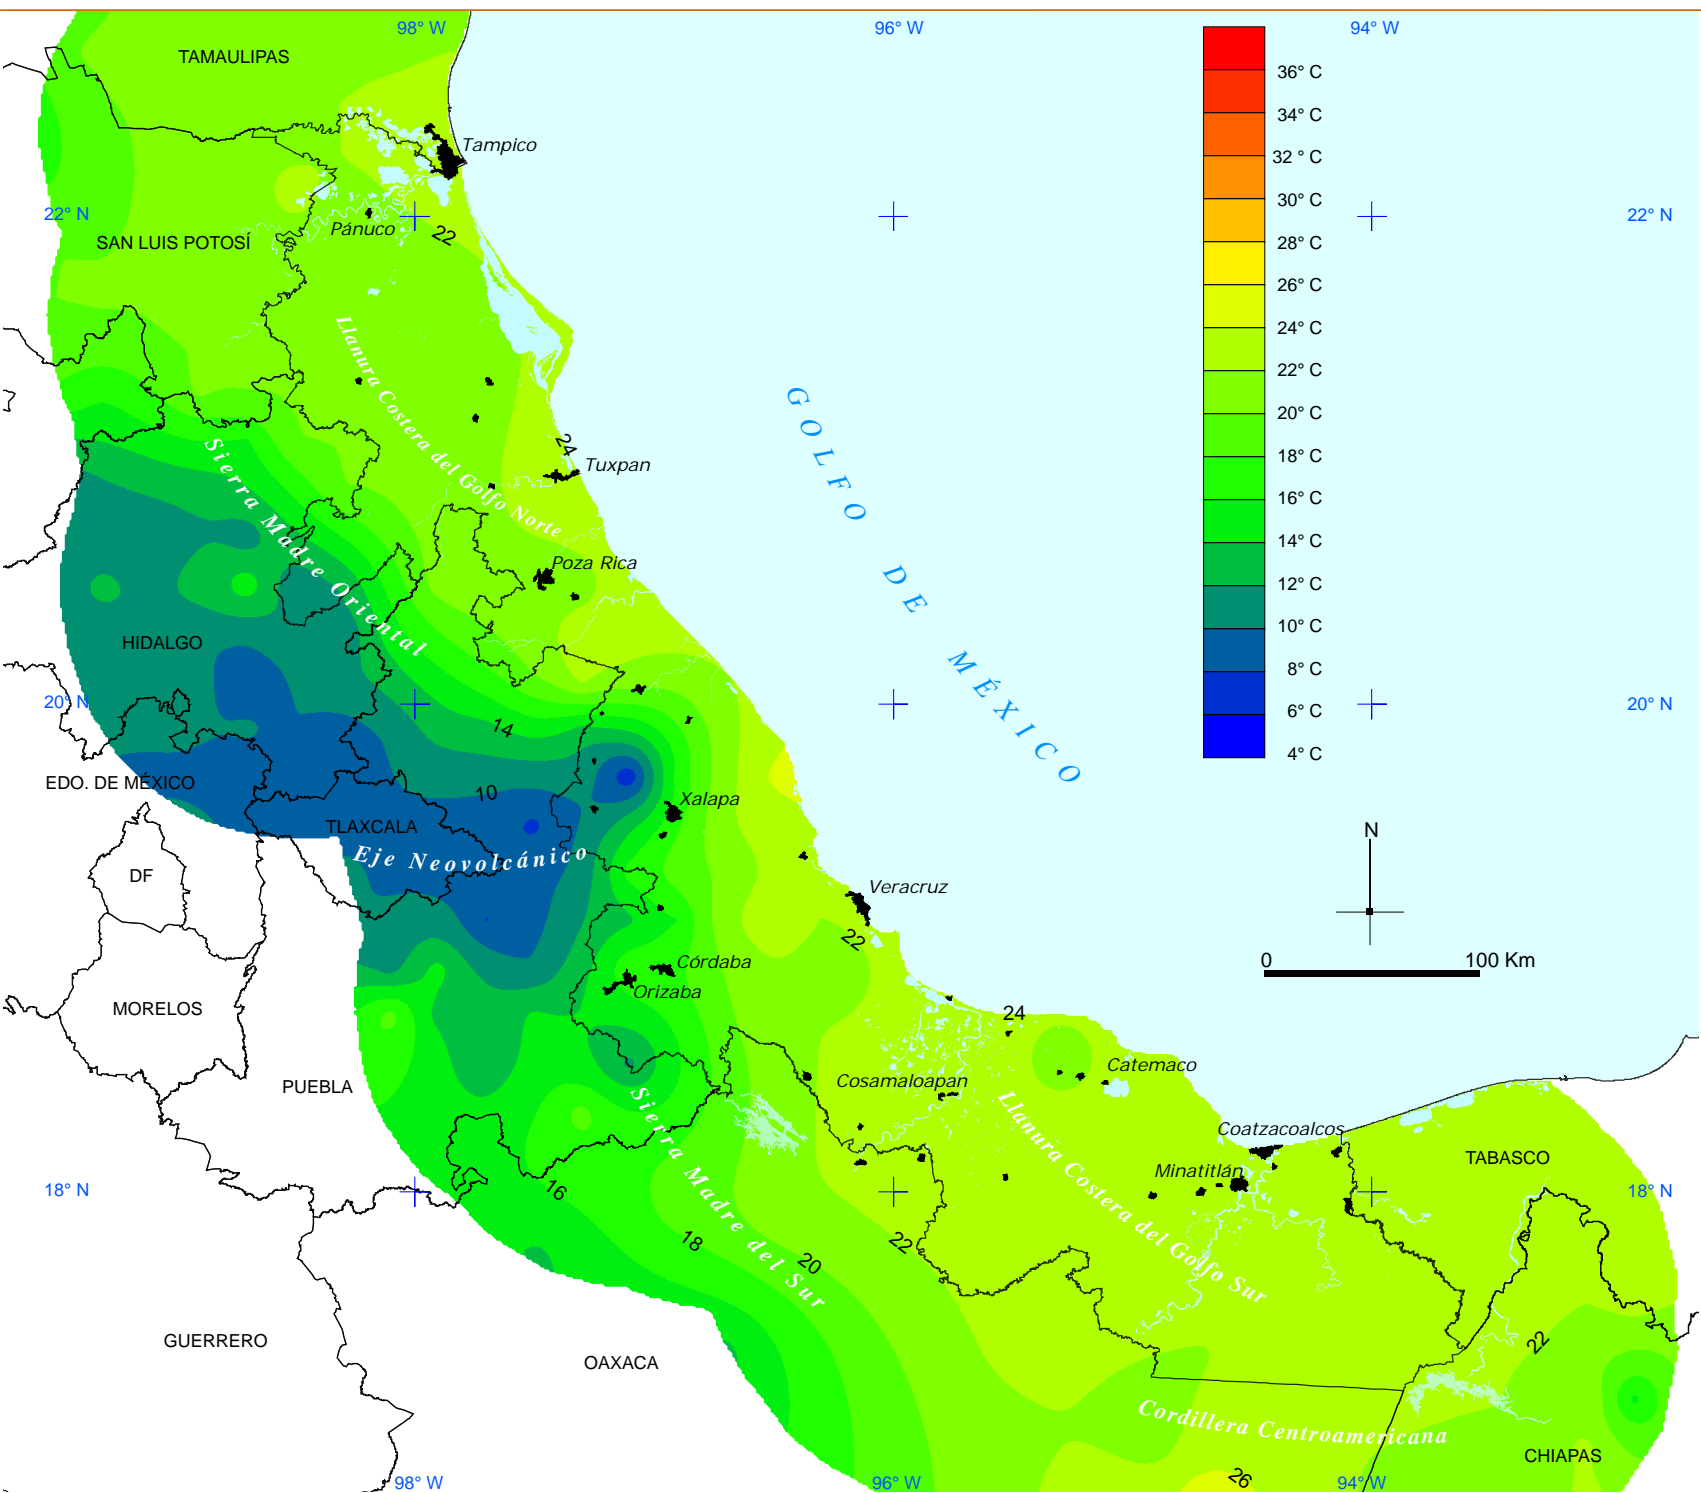 98° W
96° W
94° W
TAMAULIPAS
36° C
34° C
32 ° C
30° C
28° C
26° C
24° C
22° C
20° C
18° C
16° C
14° C
12° C
10° C
8° C
6° C
4° C
Tampico
22° N
22° N
Pánuco
22
SAN LUIS POTOSÍ
Llanura Costera del Golfo Norte
GOLFO DE MÉXICO
24
Tuxpan
Sierra Madre Oriental
Poza Rica
HIDALGO
20° N
20° N
14
EDO. DE MÉXICO
10
Xalapa
TLAXCALA
Eje Neovolcánico
N
DF
Veracruz
22
0
100 Km
Córdaba
Orizaba
MORELOS
24
Catemaco
Cosamaloapan
PUEBLA
Sierra Madre del Sur
Llanura Costera del Golfo Sur
Coatzacoalcos
Minatitlán
TABASCO
18° N
18° N
16
18
20
22
GUERRERO
OAXACA
22
Cordillera Centroamericana
CHIAPAS
26
98° W
96° W
94° W